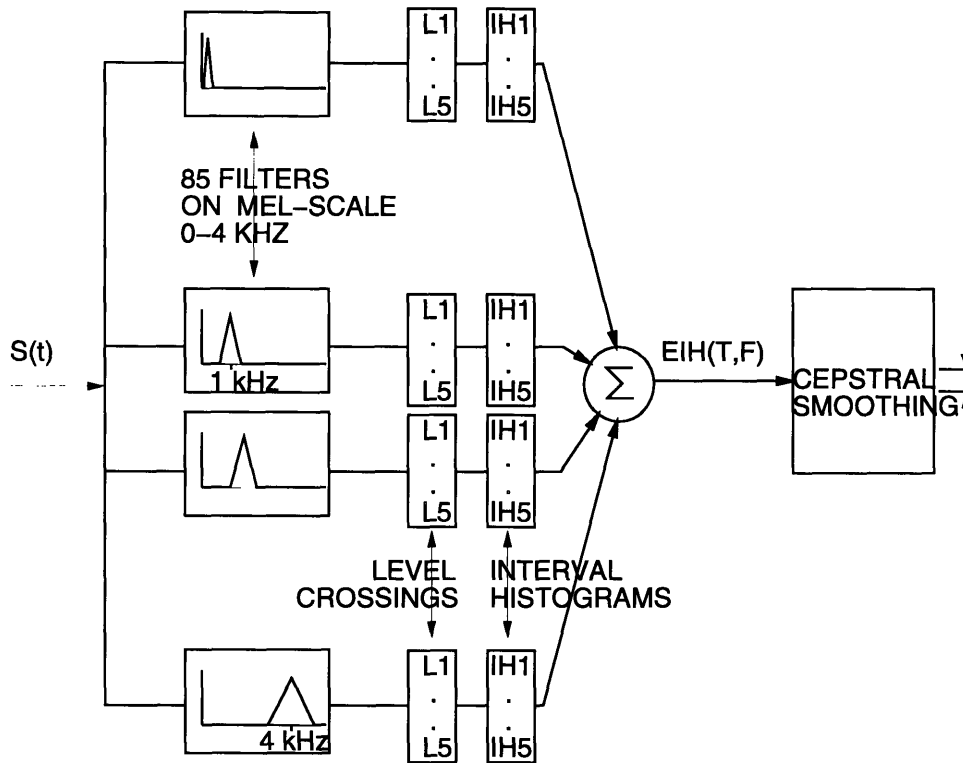 L1
.
.
L5
IH1
.
.
IH5
85 FILTERS
ON MEL-SCALE
0-4 KHZ
S(t)
1 kHz
L1
.
.
L5
IH1
.
.
IH5
Σ
EIH(T,F)
CEPSTRAL
SMOOTHING
L1
.
.
L5
IH1
.
.
IH5
LEVEL
CROSSINGS
INTERVAL
HISTOGRAMS
4 kHz
L1
.
.
L5
IH1
.
.
IH5